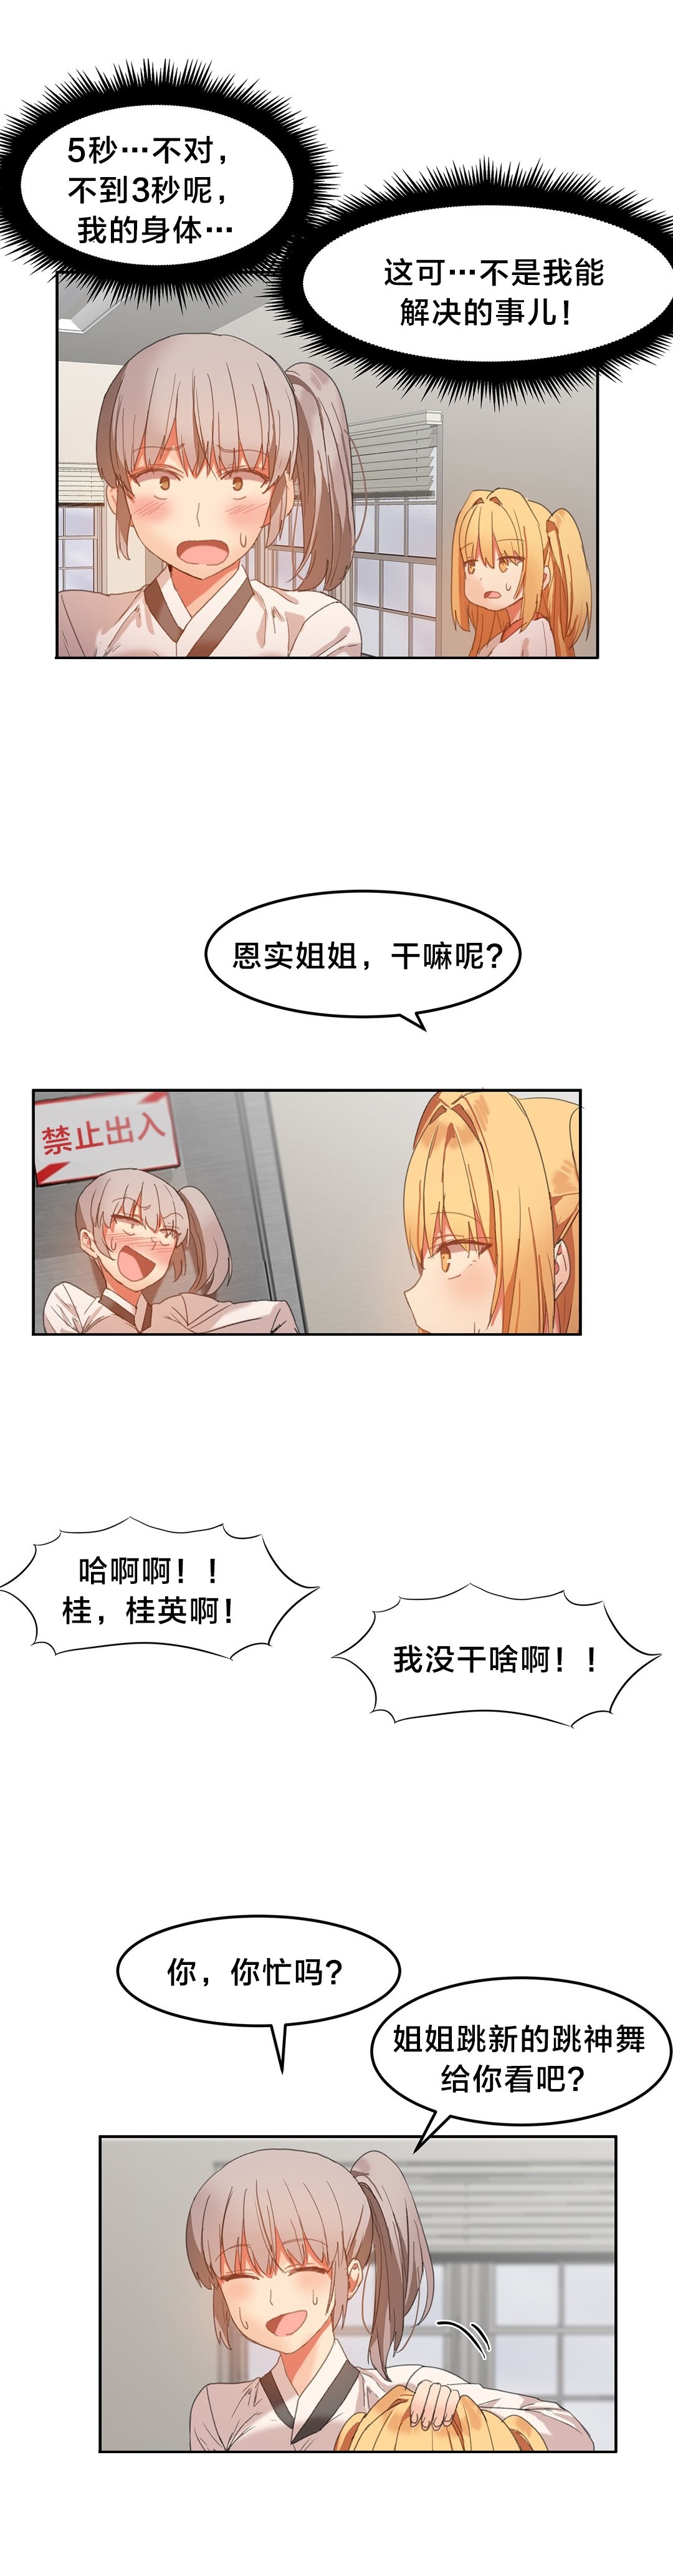 5秒…不对，
不到3秒呢，
我的身体…
这可…不是我能
解决的事儿！
恩实姐姐，干嘛呢?
禁止出入
哈啊啊！！
桂，桂英啊！
我没干啥啊！！
你，你忙吗?
姐姐跳新的跳神舞
给你看吧?